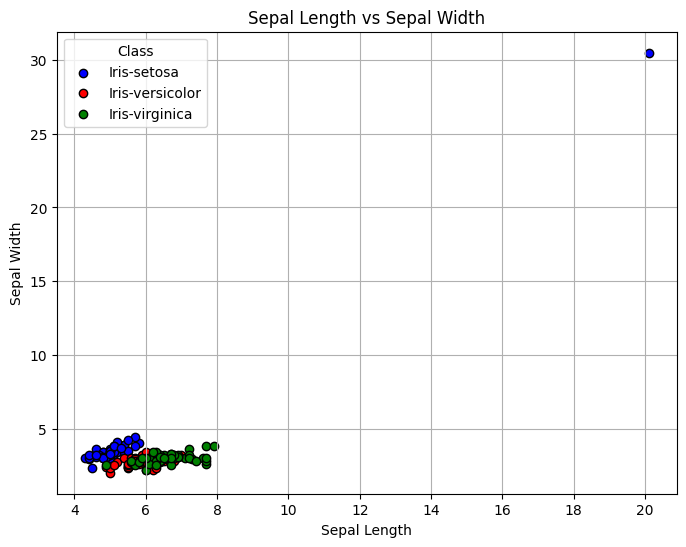 Sepal Length vs Sepal Width
Class
Iris-setosa
Iris-versicolor
Iris-virginica
30
25
20
15
10
5
Sepal Width
4 6 8 10 12 14 16 18 20
Sepal Length